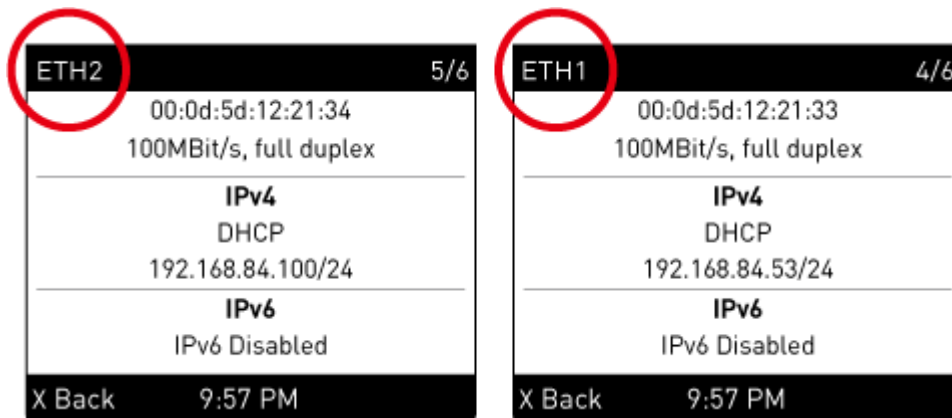 ETH2 5/6
00:0d:5d:12:21:34
100MBit/s, full duplex
IPv4
DHCP
192.168.84.100/24
IPv6
IPv6 Disabled
X Back 9:57 PM
ETH1 4/6
00:0d:5d:12:21:33
100MBit/s, full duplex
IPv4
DHCP
192.168.84.53/24
IPv6
IPv6 Disabled
X Back 9:57 PM